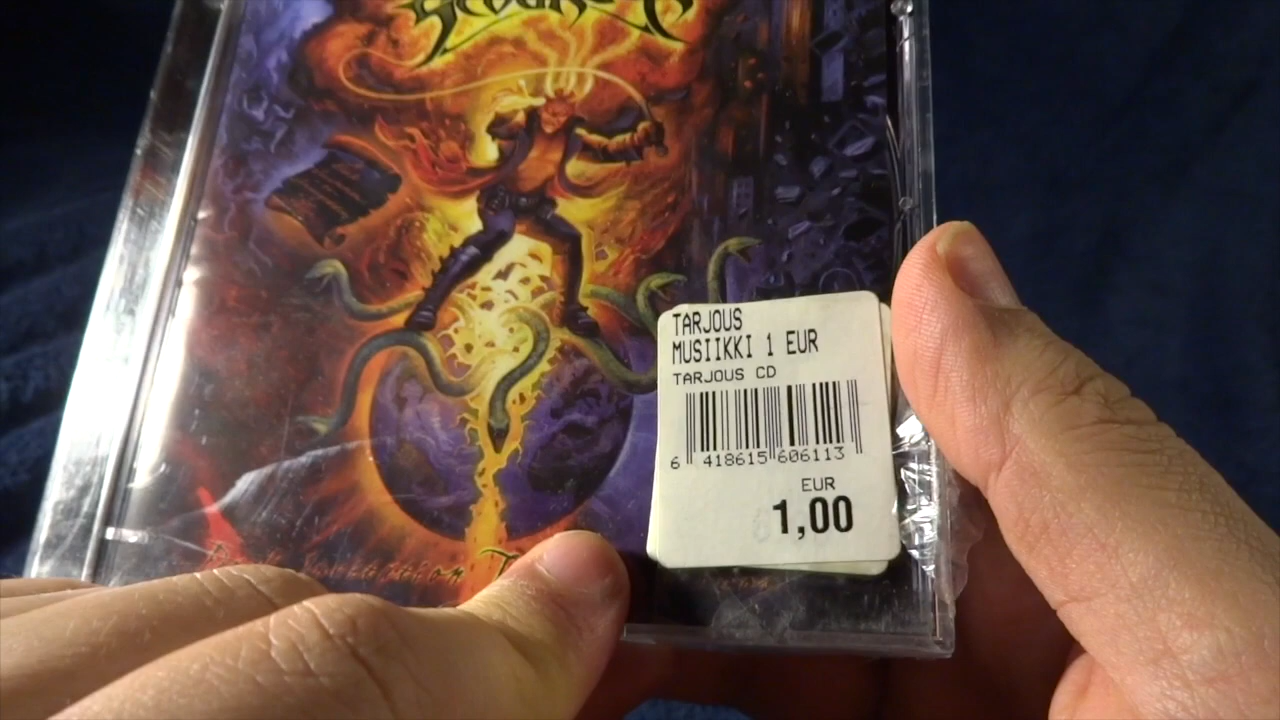 TARJOUS
MUSIIKKI 1 EUR
TARJOUS CD
6 418615 606113
EUR
1,00